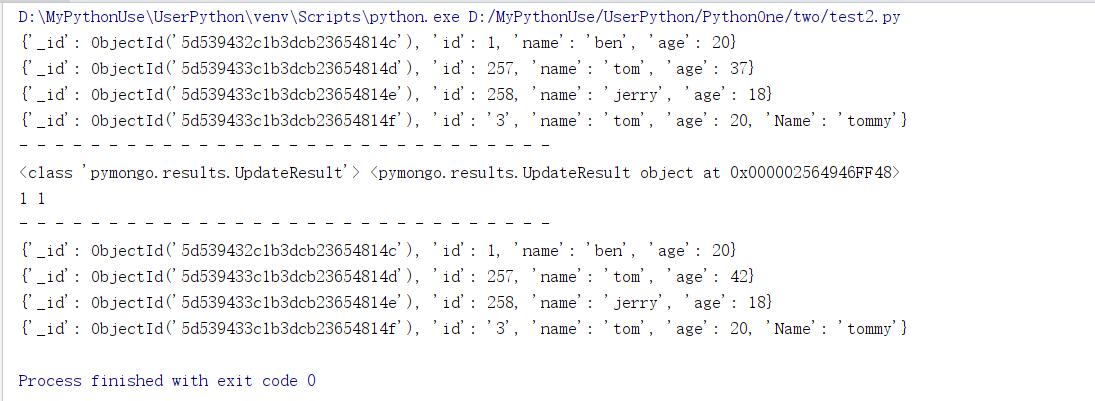 D:\MyPythonUse\UserPython\venv\Scripts\python.exe D:/MyPythonUse/UserPython/PythonOne/two/test2.py
{'_id': ObjectId('5d539432c1b3dcb23654814c'), 'id': 1, 'name': 'ben', 'age': 20}
{'_id': ObjectId('5d539433c1b3dcb23654814d'), 'id': 257, 'name': 'tom', 'age': 37}
{'_id': ObjectId('5d539433c1b3dcb23654814e'), 'id': 258, 'name': 'jerry', 'age': 18}
{'_id': ObjectId('5d539433c1b3dcb23654814f'), 'id': '3', 'name': 'tom', 'age': 20, 'Name': 'tommy'}
- - - - - - - - - - - - - - - - - - - - - - - - - - - - - -
<class 'pymongo.results.UpdateResult'> <pymongo.results.UpdateResult object at 0x000002564946FF48>
1 1
- - - - - - - - - - - - - - - - - - - - - - - - - - - - - -
{'_id': ObjectId('5d539432c1b3dcb23654814c'), 'id': 1, 'name': 'ben', 'age': 20}
{'_id': ObjectId('5d539433c1b3dcb23654814d'), 'id': 257, 'name': 'tom', 'age': 42}
{'_id': ObjectId('5d539433c1b3dcb23654814e'), 'id': 258, 'name': 'jerry', 'age': 18}
{'_id': ObjectId('5d539433c1b3dcb23654814f'), 'id': '3', 'name': 'tom', 'age': 20, 'Name': 'tommy'}
Process finished with exit code 0